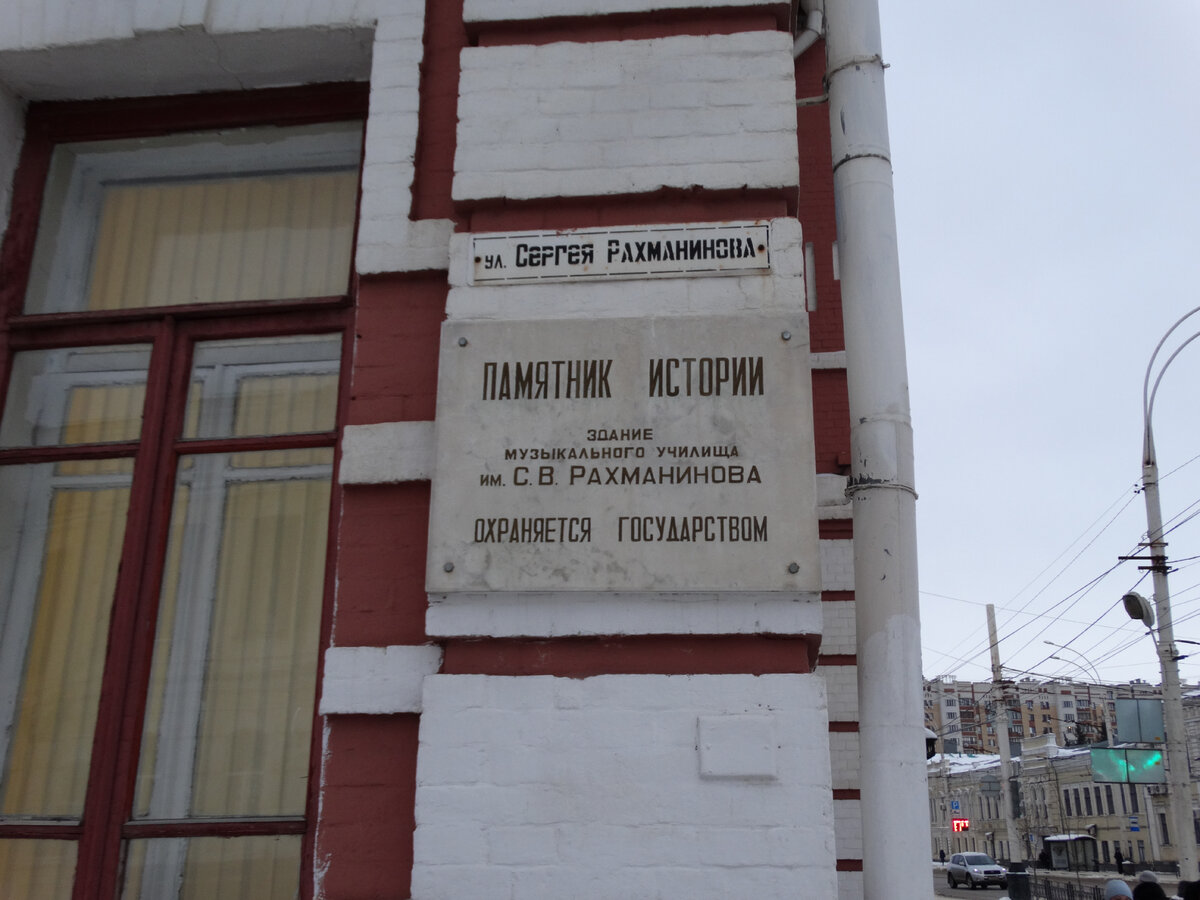 ул. Сергея Рахманинова
ПАМЯТНИК ИСТОРИИ
ЗДАНИЕ
МУЗЫКАЛЬНОГО УЧИЛИЩА
ИМ. С. В. РАХМАНИНОВА
ОХРАНЯЕТСЯ ГОСУДАРСТВОМ